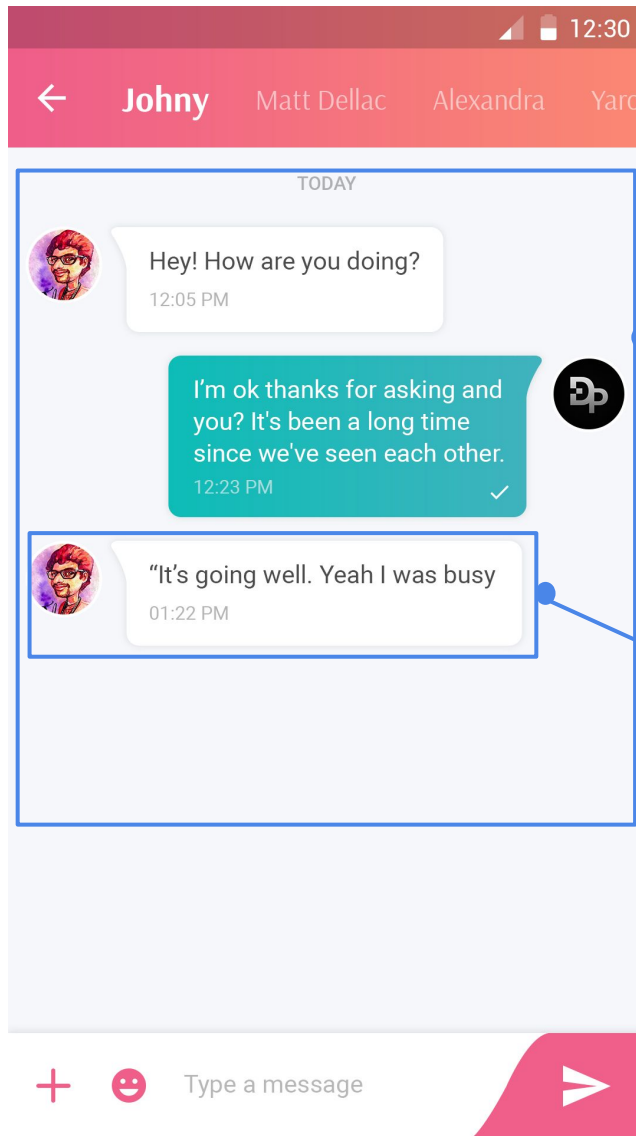 12:30
Johny Matt Dellac Alexandra
TODAY
Hey! How are you doing?
12:05 PM
I’m ok thanks for asking and
you? It's been a long time
since we've seen each other.
12:23 PM
DP
“It’s going well. Yeah I was busy
01:22 PM
Type a message